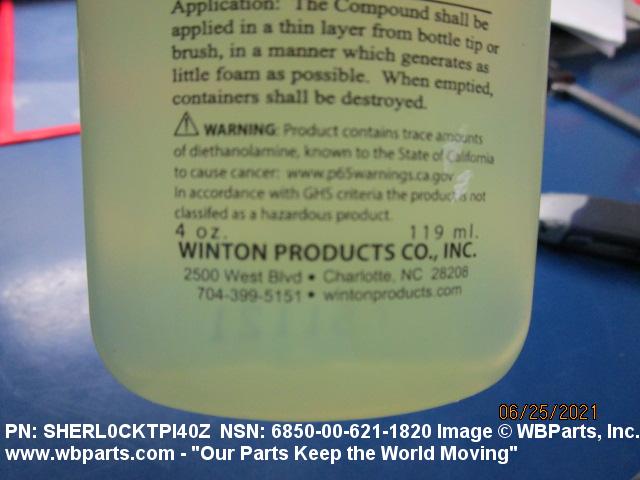 Application: The Compound shall be
applied in a thin layer from bottle tip or
brush, in a manner which generates as
little foam as possible. When emptied,
containers shall be destroyed.
⚠ WARNING: Product contains trace amounts
of diethanolamine, known to the State of California
to cause cancer: www.p65warnings.ca.gov
In accordance with GHS criteria the product is not
classifed as a hazardous product.
4 oz. 119 ml.
WINTON PRODUCTS CO., INC.
2500 West Blvd • Charlotte, NC 28208
704-399-5151 • wintonproducts.com
06/25/2021
PN: SHERL0CKTPI40Z NSN: 6850-00-621-1820 Image © WBParts, Inc.
www.wbparts.com - "Our Parts Keep the World Moving"